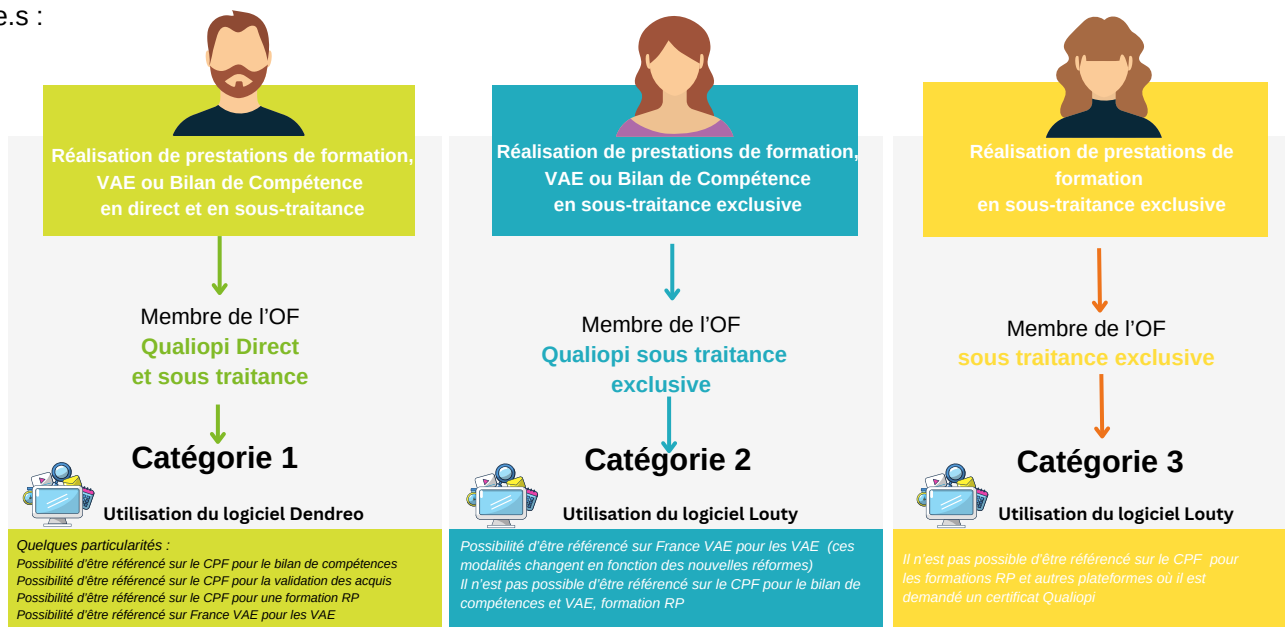 e.s :
Réalisation de prestations de formation,
VAE ou Bilan de Compétence
en direct et en sous-traitance
Membre de l'OF
Qualiopi Direct
et sous traitance
Catégorie 1
Utilisation du logiciel Dendreo
Quelques particularités :
Possibilité d'être référencé sur le CPF pour le bilan de compétences
Possibilité d'être référencé sur le CPF pour la validation des acquis
Possibilité d'être référencé sur le CPF pour une formation RP
Possibilité d'être référencé sur France VAE pour les VAE
Réalisation de prestations de formation,
VAE ou Bilan de Compétence
en sous-traitance exclusive
Membre de l'OF
Qualiopi sous traitance
exclusive
Catégorie 2
Utilisation du logiciel Louty
Possibilité d'être référencé sur France VAE pour les VAE (ces
modalités changent en fonction des nouvelles réformes)
Il n'est pas possible d'être référencé sur le CPF pour le bilan de
compétences et VAE, formation RP
Réalisation de prestations de
formation
en sous-traitance exclusive
Membre de l'OF
sous traitance exclusive
Catégorie 3
Utilisation du logiciel Louty
Il n'est pas possible d'être référencé sur le CPF pour
les formations RP et autres plateformes où il est
demandé un certificat Qualiopi